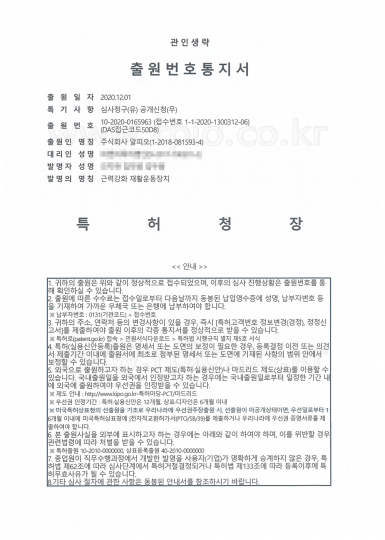 관 인 생 략
출 원 번 호 통 지 서
출 원 일 자 2020.12.01
특 기 사 항 심사청구(유) 공개신청(무)
출 원 번 호 10-2020-0165963 (접수번호 1-1-2020-1300312-06)
(DAS접근코드50D8)
출 원 인 명 칭 주식회사 알피오(1-2018-081593-4)
대 리 인 성 명
발 명 자 성 명
발 명 의 명 칭 근력강화 재활운동장치
특 허 청 장
<< 안내 >>
1. 귀하의 출원은 위와 같이 정상적으로 접수되었으며, 이후의 심사 진행상황은 출원번호를 통
해 확인하실 수 있습니다.
2. 출원에 따른 수수료는 접수일로부터 다음날까지 동봉된 납입영수증에 성명, 납부자번호 등
을 기재하여 가까운 우체국 또는 은행에 납부하여야 합니다.
※ 납부자번호 : 0131(기관코드) + 접수번호
3. 귀하의 주소, 연락처 등의 변경사항이 있을 경우, 즉시 [특허고객번호 정보변경(경정), 정정신
고서]를 제출하여야 출원 이후의 각종 통지서를 정상적으로 받을 수 있습니다.
※ 특허로(patent.go.kr) 접속 > 민원서식다운로드 > 특허법 시행규칙 별지 제5호 서식
4. 특허(실용신안등록)출원은 명세서 또는 도면의 보정이 필요한 경우, 등록결정 이전 또는 의견
서 제출기간 이내에 출원서에 최초로 첨부된 명세서 또는 도면에 기재된 사항의 범위 안에서
보정할 수 있습니다.
5. 외국으로 출원하고자 하는 경우 PCT 제도(특허·실용신안)나 마드리드 제도(상표)를 이용할 수
있습니다. 국내출원일을 외국에서 인정받고자 하는 경우에는 국내출원일로부터 일정한 기간 내
에 외국에 출원하여야 우선권을 인정받을 수 있습니다.
※ 제도 안내 : http://www.kipo.go.kr-특허마당-PCT/마드리드
※ 우선권 인정기간 : 특허·실용신안은 12개월, 상표·디자인은 6개월 이내
※ 미국특허상표청의 선출원을 기초로 우리나라에 우선권주장출원 시, 선출원이 미공개상태이면, 우선일로부터 1
6개월 이내에 미국특허상표청에 [전자적교환허가서(PTO/SB/39)를 제출하거나 우리나라에 우선권 증명서류를 제
출하여야 합니다.
6. 본 출원사실을 외부에 표시하고자 하는 경우에는 아래와 같이 하여야 하며, 이를 위반할 경우
관련법령에 따라 처벌을 받을 수 있습니다.
※ 특허출원 10-2010-0000000, 상표등록출원 40-2010-0000000
7. 종업원이 직무수행과정에서 개발한 발명을 사용자(기업)가 명확하게 승계하지 않은 경우, 특
허법 제62조에 따라 심사단계에서 특허거절결정되거나 특허법 제133조에 따라 등록이후에 특
허무효사유가 될 수 있습니다.
8. 기타 심사 절차에 관한 사항은 동봉된 안내서를 참조하시기 바랍니다.